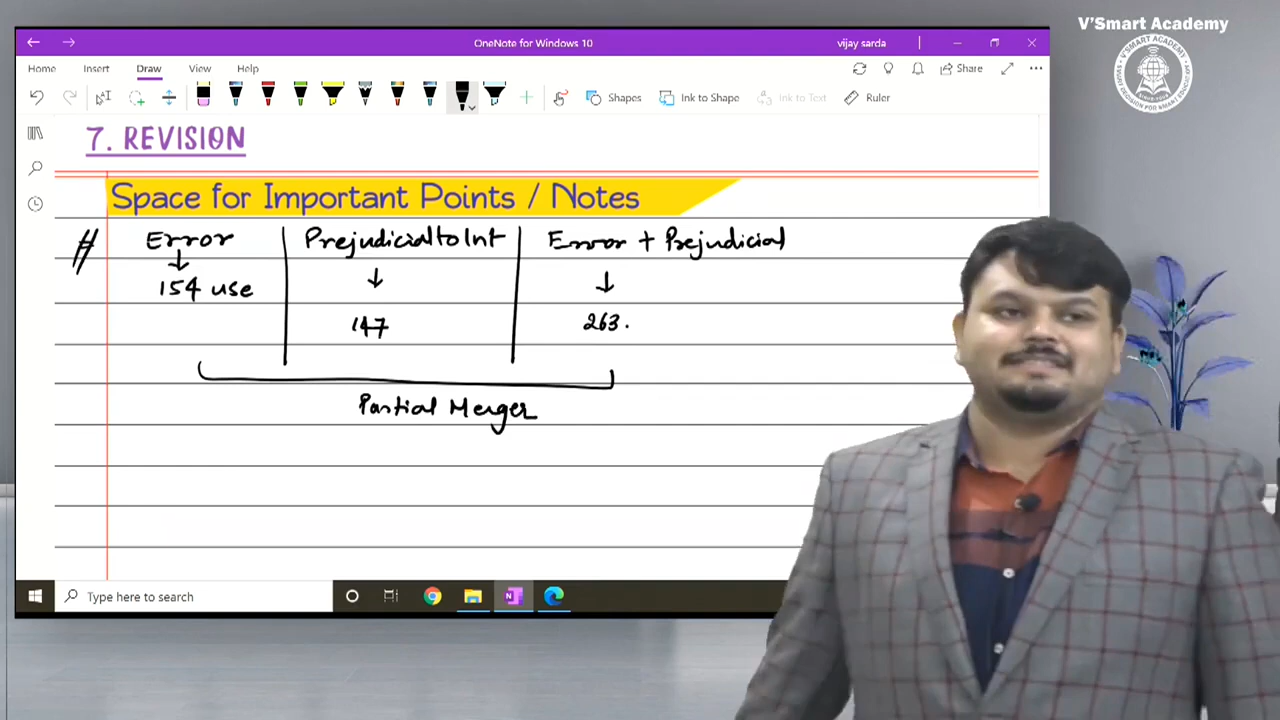 V'Smart Academy
OneNote for Windows 10
vijay sarda
Home Insert Draw View Help
Share
Shapes
Ink to Shape
Ink to Text
Ruler
7. REVISION
Space for Important Points / Notes
# Error | Prejudicial to Int | Error + Prejudicial
↓ ↓ ↓
154 use 147 263.
Partial Merger
Type here to search